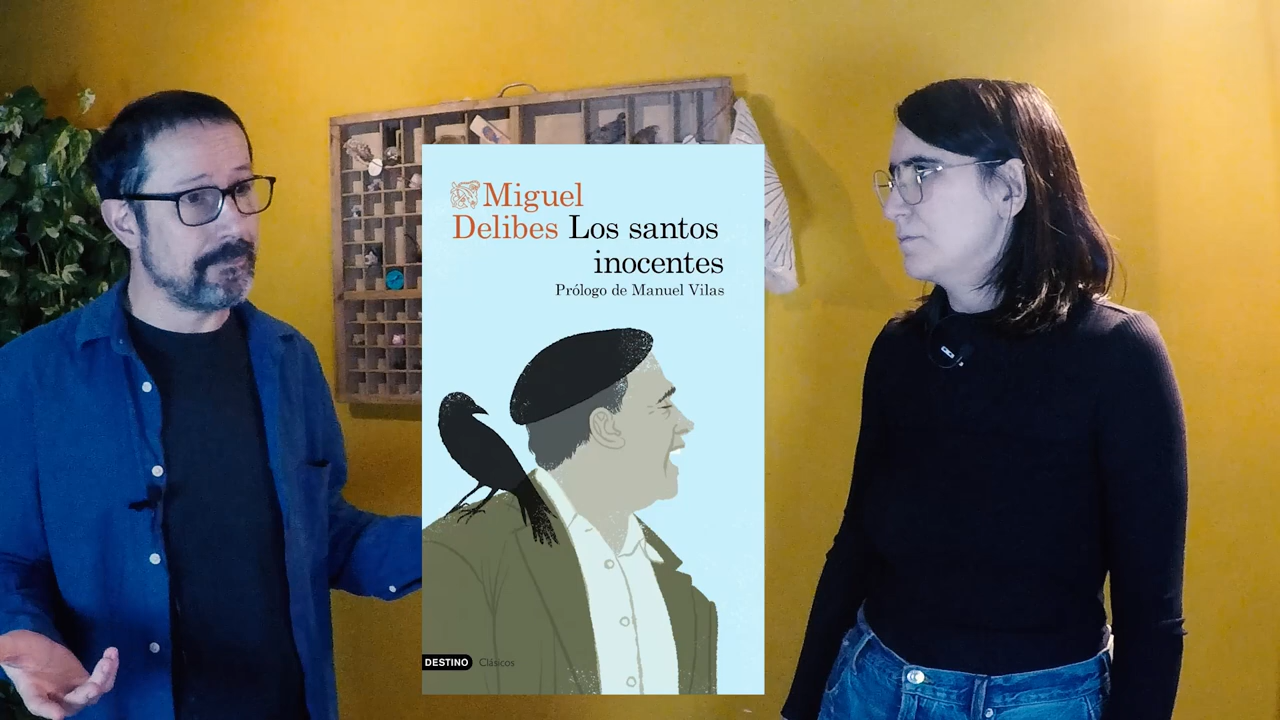 Miguel
Delibes Los santos
inocentes
Prólogo de Manuel Vilas
DESTINO Clásicos